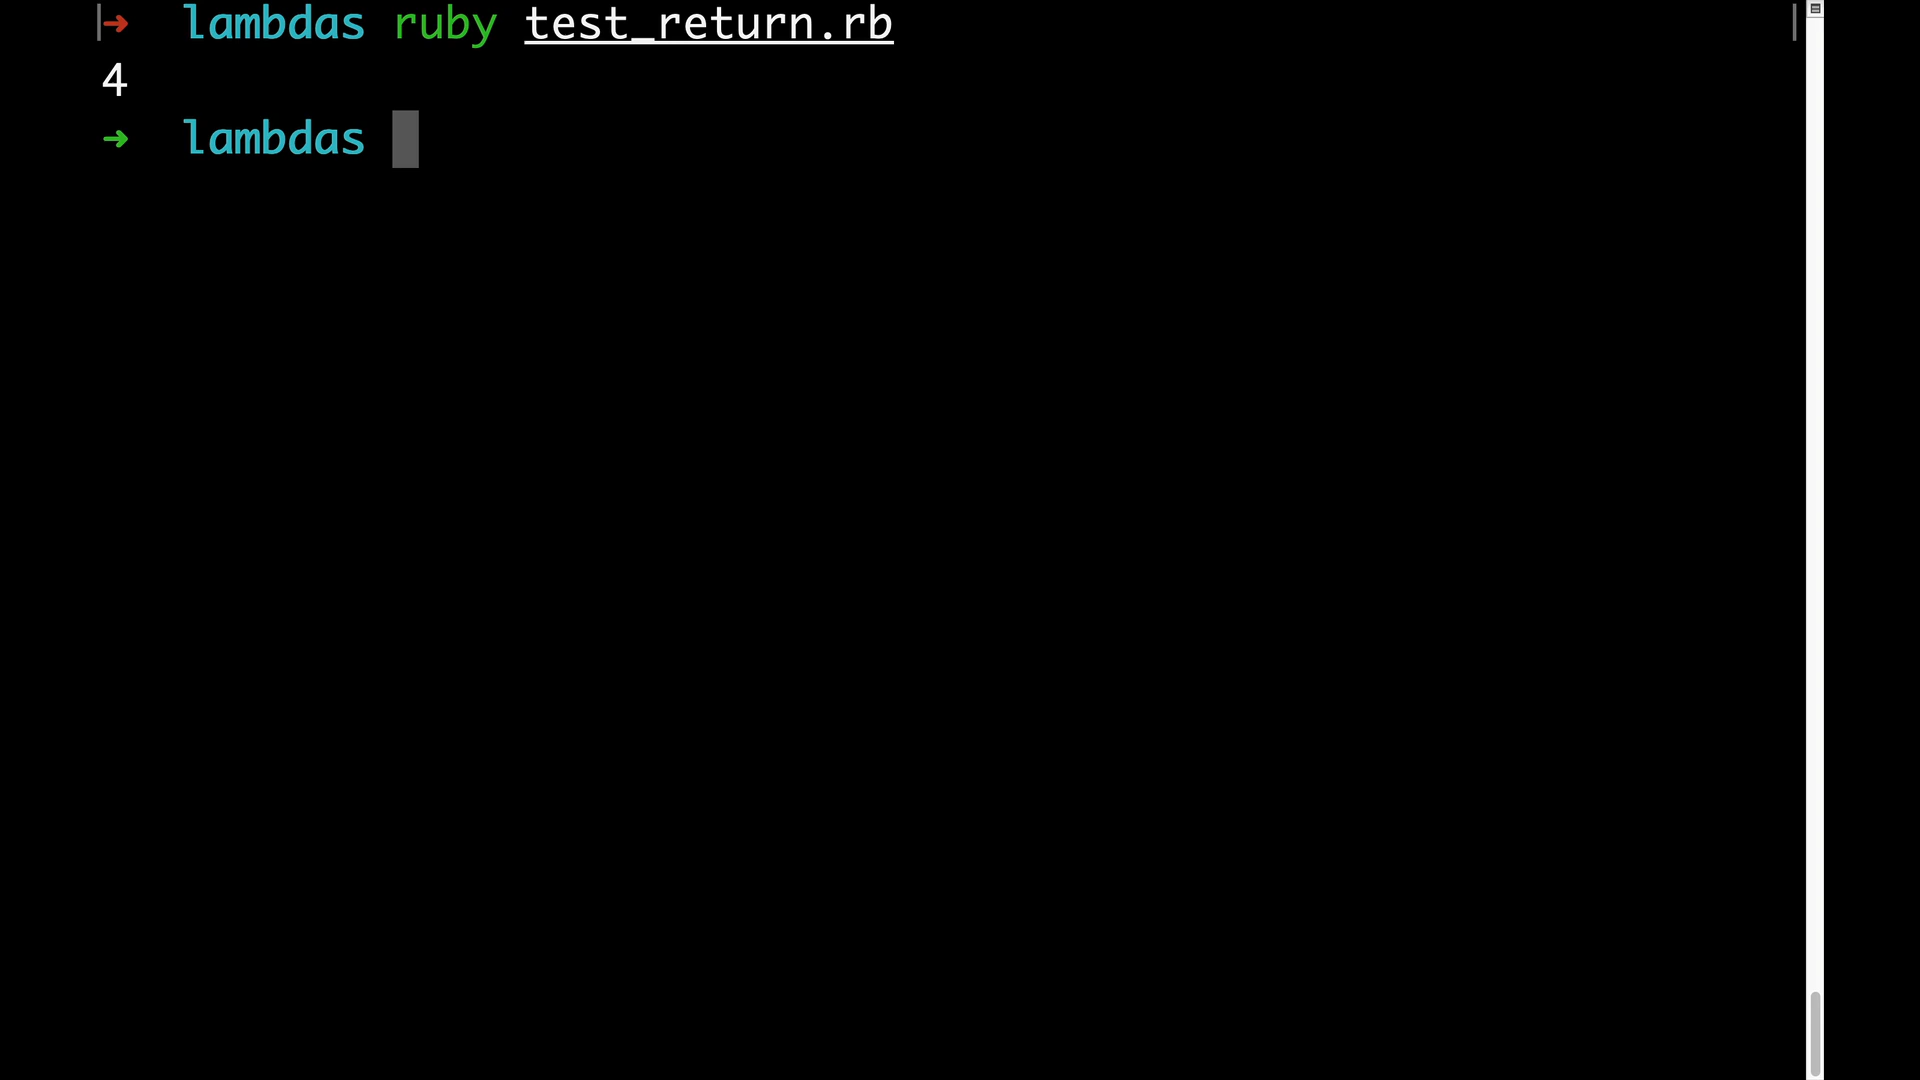 ➜ lambdas ruby test_return.rb
4
➜ lambdas